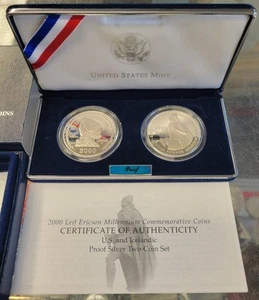 UNITED STATES MINT
COINS
2000
Proof
2000 Leif Ericson Millennium Commemorative Coins
CERTIFICATE OF AUTHENTICITY
U.S. and Icelandic
Proof Silver Two-Coin Set